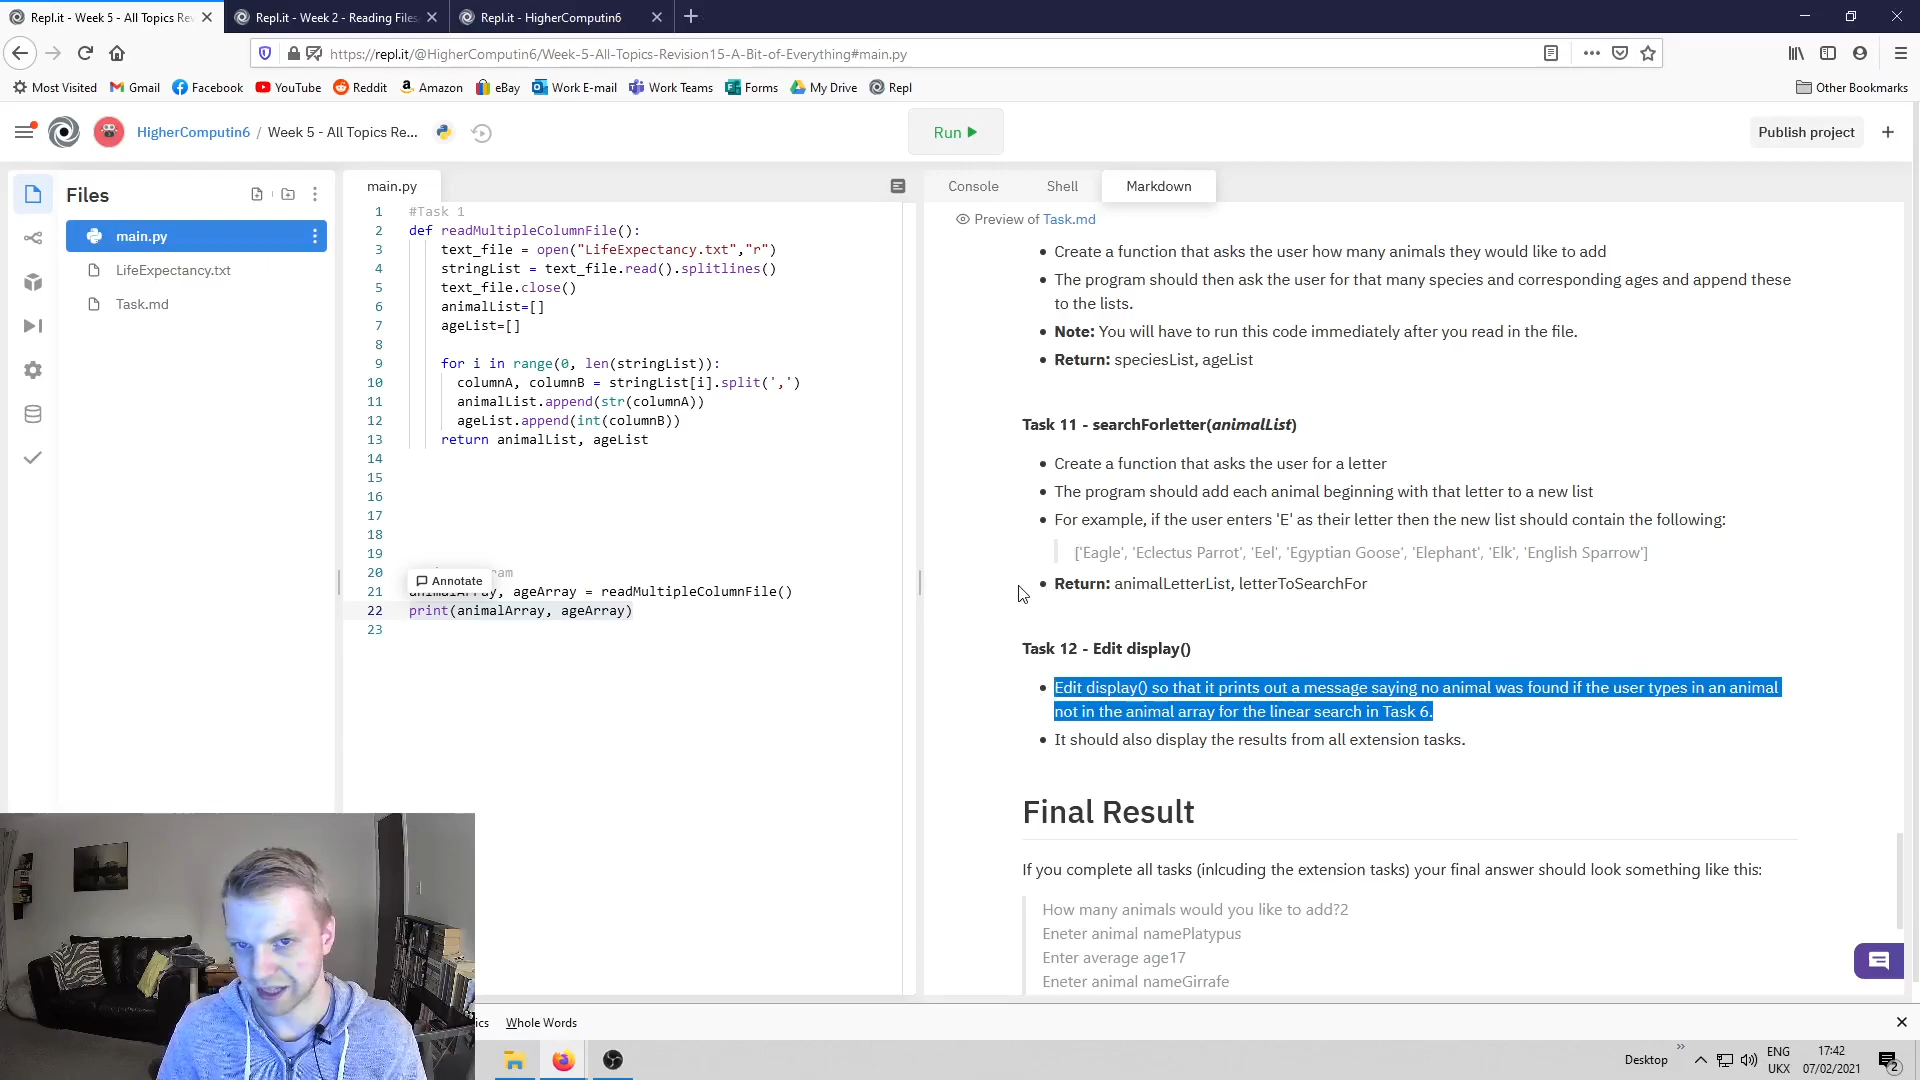 Repl.it - Week 5 - All Topics Re
Repl.it - Week 2 - Reading Files
Repl.it - HigherComputin6
https://repl.it/@HigherComputin6/Week-5-All-Topics-Revision15-A-Bit-of-Everything#main.py
Most Visited Gmail Facebook YouTube Reddit Amazon eBay Work E-mail Work Teams Forms My Drive Repl Other Bookmarks
HigherComputin6 / Week 5 - All Topics Re... Run Publish project
Files
main.py
LifeExpectancy.txt
Task.md
main.py
1 #Task 1
2 def readMultipleColumnFile():
3 text_file = open("LifeExpectancy.txt","r")
4 stringList = text_file.read().splitlines()
5 text_file.close()
6 animalList=[]
7 ageList=[]
8
9 for i in range(0, len(stringList)):
10 columnA, columnB = stringList[i].split(',')
11 animalList.append(str(columnA))
12 ageList.append(int(columnB))
13 return animalList, ageList
14
15
16
17
18
19
20 ram
Annotate
21 animalArray, ageArray = readMultipleColumnFile()
22 print(animalArray, ageArray)
23
Console Shell Markdown
Preview of Task.md
Create a function that asks the user how many animals they would like to add
The program should then ask the user for that many species and corresponding ages and append these
to the lists.
Note: You will have to run this code immediately after you read in the file.
Return: speciesList, ageList
Task 11 - searchForletter(animalList)
Create a function that asks the user for a letter
The program should add each animal beginning with that letter to a new list
For example, if the user enters 'E' as their letter then the new list should contain the following:
['Eagle', 'Eclectus Parrot', 'Eel', 'Egyptian Goose', 'Elephant', 'Elk', 'English Sparrow']
Return: animalLetterList, letterToSearchFor
Task 12 - Edit display()
Edit display() so that it prints out a message saying no animal was found if the user types in an animal
not in the animal array for the linear search in Task 6.
It should also display the results from all extension tasks.
Final Result
If you complete all tasks (inlcuding the extension tasks) your final answer should look something like this:
How many animals would you like to add?2
Eneter animal namePlatypus
Enter average age17
Eneter animal nameGirrafe
ics Whole Words
Desktop
ENG
UKX
17:42
07/02/2021
2